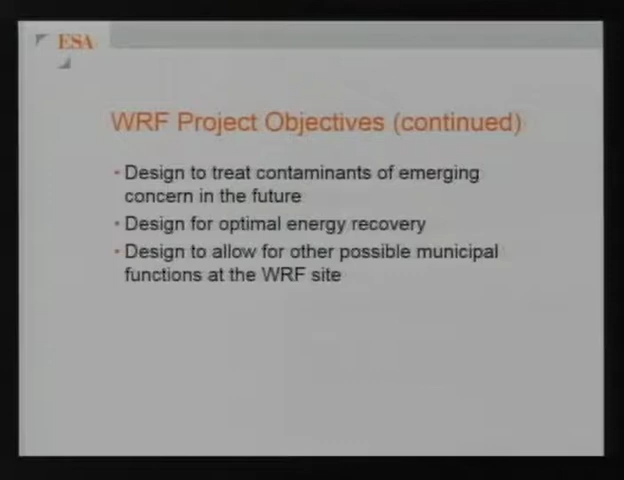 ESA
WRF Project Objectives (continued)
• Design to treat contaminants of emerging
concern in the future
• Design for optimal energy recovery
• Design to allow for other possible municipal
functions at the WRF site